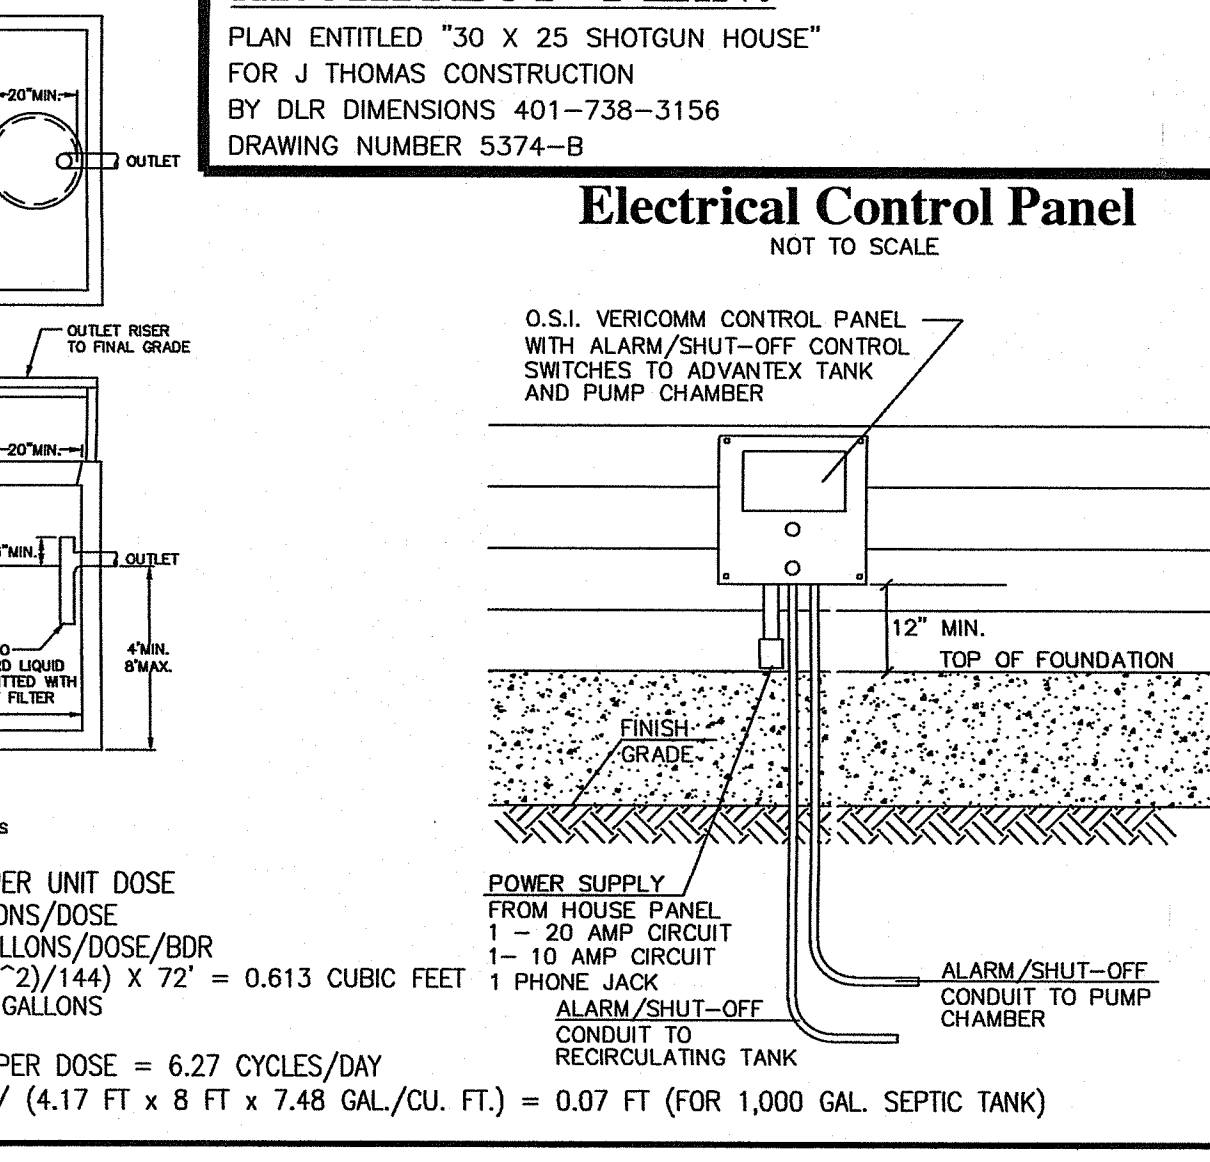 PLAN ENTITLED "30 X 25 SHOTGUN HOUSE"
FOR J THOMAS CONSTRUCTION
BY DLR DIMENSIONS 401-738-3156
DRAWING NUMBER 5374-B
20"MIN.
OUTLET
Electrical Control Panel
NOT TO SCALE
OUTLET RISER
TO FINAL GRADE
20"MIN.
"MIN.
OUTLET
4'MIN.
8'MAX.
LIQUID
WITH
FILTER
O.S.I. VERICOMM CONTROL PANEL
WITH ALARM/SHUT-OFF CONTROL
SWITCHES TO ADVANTEX TANK
AND PUMP CHAMBER
12" MIN.
TOP OF FOUNDATION
FINISH
GRADE
POWER SUPPLY
FROM HOUSE PANEL
1 - 20 AMP CIRCUIT
1- 10 AMP CIRCUIT
1 PHONE JACK
ALARM/SHUT-OFF
CONDUIT TO
RECIRCULATING TANK
ALARM/SHUT-OFF
CONDUIT TO PUMP
CHAMBER
S
ER UNIT DOSE
ONS/DOSE
LLONS/DOSE/BDR
^2)/144) X 72' = 0.613 CUBIC FEET
GALLONS
PER DOSE = 6.27 CYCLES/DAY
/ (4.17 FT x 8 FT x 7.48 GAL./CU. FT.) = 0.07 FT (FOR 1,000 GAL. SEPTIC TANK)